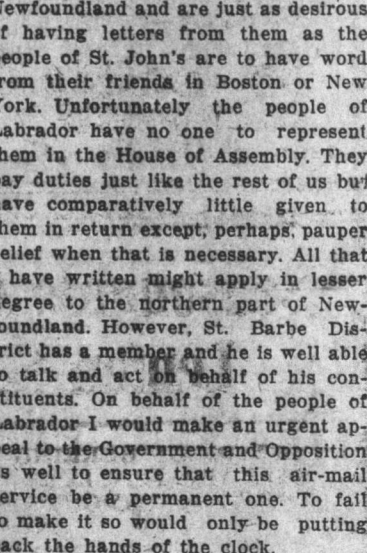 Newfoundland and are just as desirous
f having letters from them as the
eople of St. John's are to have word
rom their friends in Boston or New
York. Unfortunately the people of
Labrador have no one to represent
hem in the House of Assembly. They
ay duties just like the rest of us but
ave comparatively little given to
hem in return except, perhaps, pauper
elief when that is necessary. All that
have written might apply in lesser
egree to the northern part of New-
oundland. However, St. Barbe Dis-
rict has a member and he is well able
o talk and act on behalf of his con-
tituents. On behalf of the people of
Labrador I would make an urgent ap-
eal to the Government and Opposition
s well to ensure that this air-mail
ervice be a permanent one. To fail
o make it so would only be putting
ack the hands of the clock.